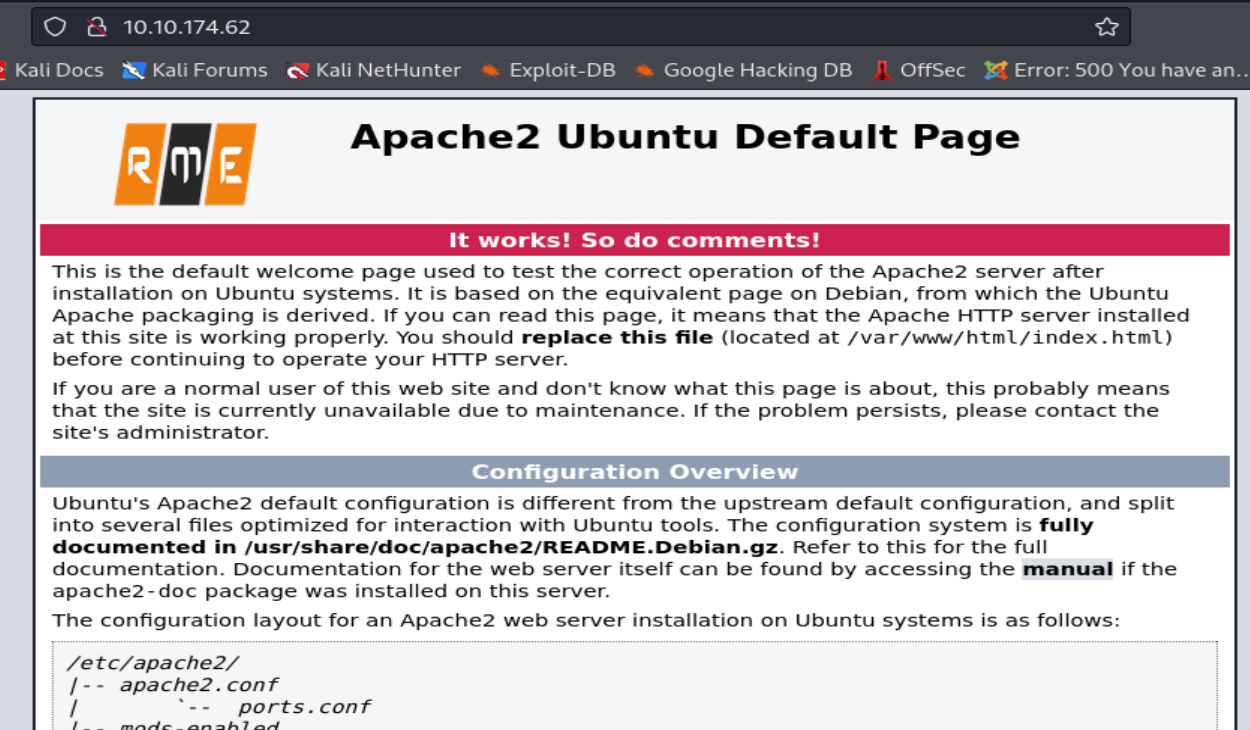 10.10.174.62
Kali Docs Kali Forums Kali NetHunter Exploit-DB Google Hacking DB OffSec Error: 500 You have an...
RME
Apache2 Ubuntu Default Page
It works! So do comments!
This is the default welcome page used to test the correct operation of the Apache2 server after
installation on Ubuntu systems. It is based on the equivalent page on Debian, from which the Ubuntu
Apache packaging is derived. If you can read this page, it means that the Apache HTTP server installed
at this site is working properly. You should replace this file (located at /var/www/html/index.html)
before continuing to operate your HTTP server.
If you are a normal user of this web site and don't know what this page is about, this probably means
that the site is currently unavailable due to maintenance. If the problem persists, please contact the
site's administrator.
Configuration Overview
Ubuntu's Apache2 default configuration is different from the upstream default configuration, and split
into several files optimized for interaction with Ubuntu tools. The configuration system is fully
documented in /usr/share/doc/apache2/README.Debian.gz. Refer to this for the full
documentation. Documentation for the web server itself can be found by accessing the manual if the
apache2-doc package was installed on this server.
The configuration layout for an Apache2 web server installation on Ubuntu systems is as follows:
/etc/apache2/
|-- apache2.conf
|       `--  ports.conf
|-- mods-enabled